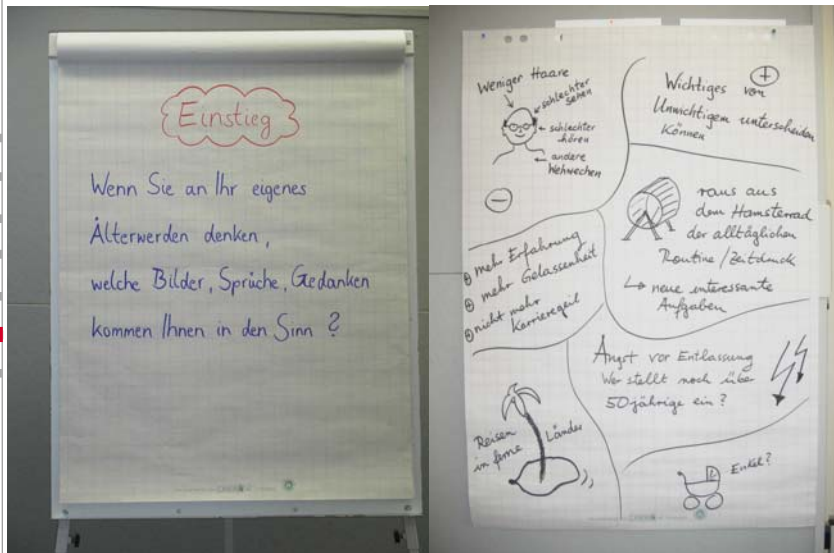 Einstieg
Wenn Sie an Ihr eigenes
Älterwerden denken,
welche Bilder, Sprüche, Gedanken
kommen Ihnen in den Sinn ?
Weniger Haare
schlechter
sehen
schlechter
hören
andere
Wehwechen
Wichtiges von
Unwichtigem unterscheiden
können
mehr Erfahrung
mehr Gelassenheit
nicht mehr
karrieregeil
raus aus
dem Hamsterrad
der alltäglichen
Routine / Zeitdruck
↳ neue interessante
Aufgaben
Angst vor Entlassung
Wer stellt noch über
50jährige ein ?
Reisen
in ferne
Länder
Enkel?